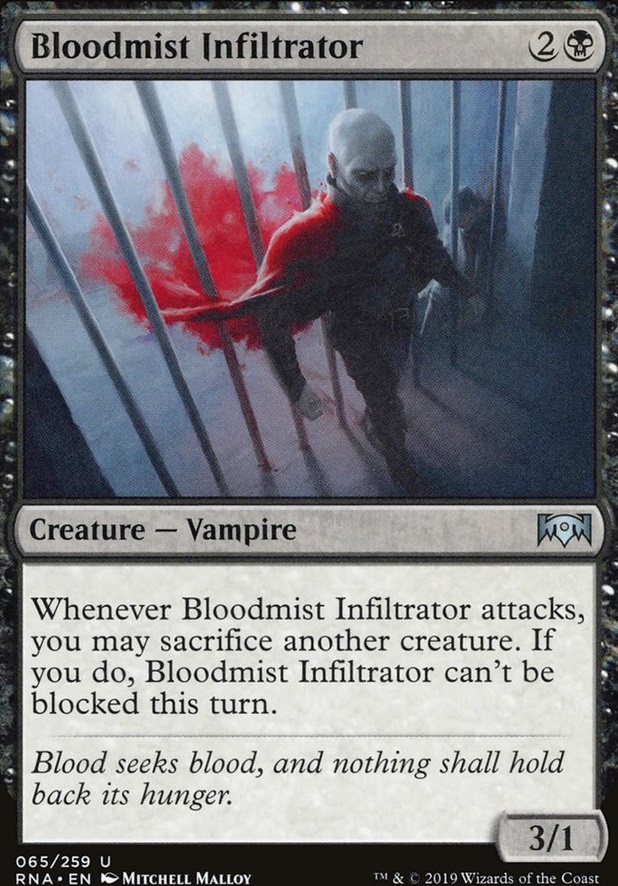 Bloodmist Infiltrator 2
Creature — Vampire
Whenever Bloodmist Infiltrator attacks,
you may sacrifice another creature. If
you do, Bloodmist Infiltrator can't be
blocked this turn.
Blood seeks blood, and nothing shall hold
back its hunger.
3/1
065/259 U
RNA • EN Mitchell Malloy
™ & © 2019 Wizards of the Coast